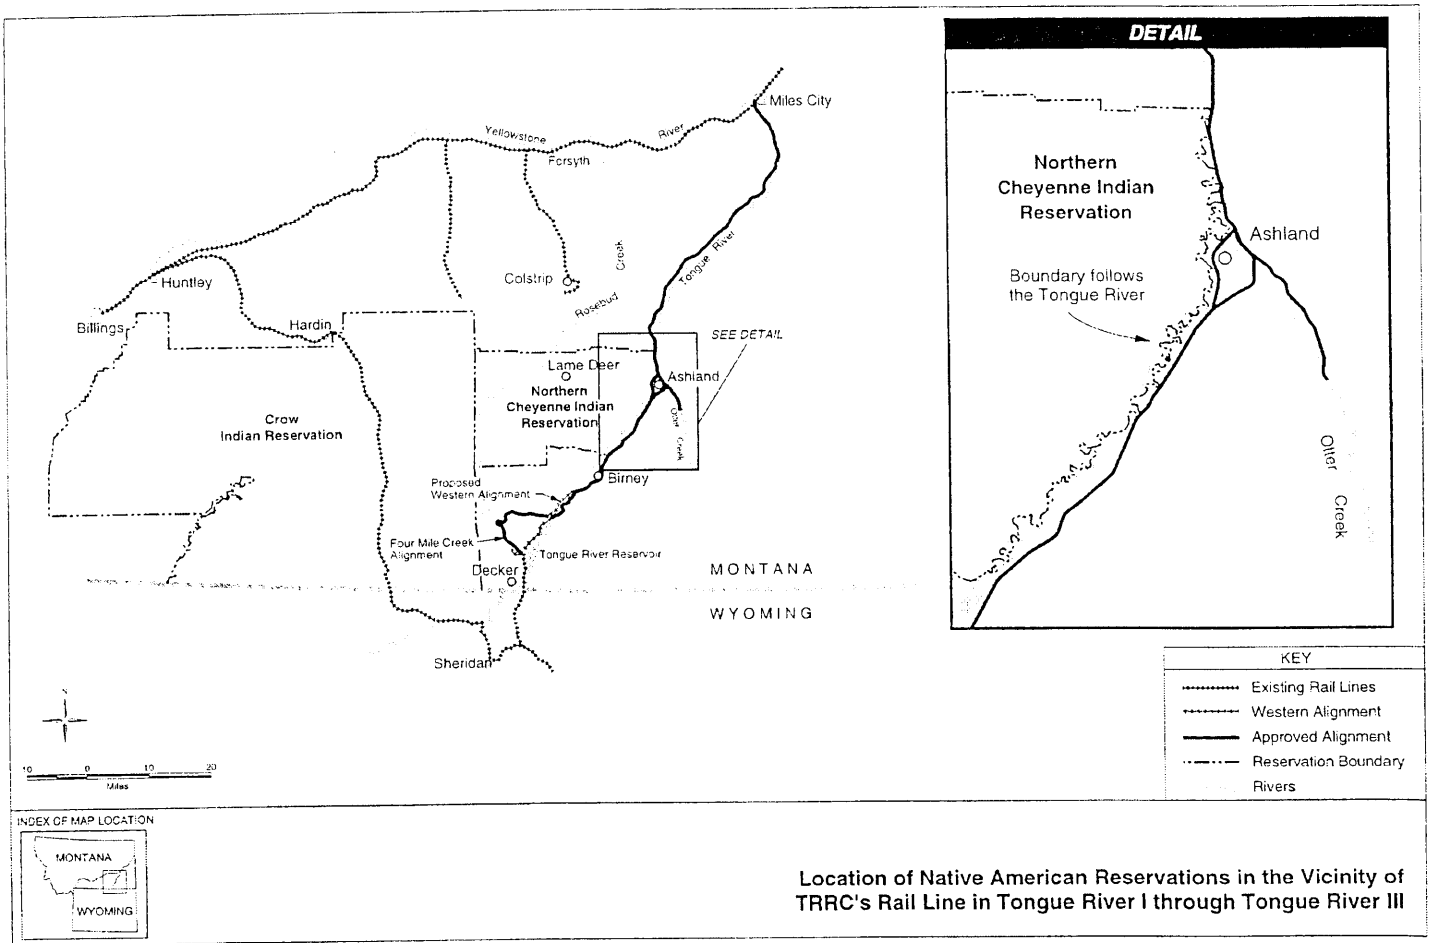 DETAIL
Miles City
Yellowstone
River
Forsyth
Northern
Cheyenne Indian
Reservation
Ashland
Boundary follows
the Tongue River
Otter
Creek
Creek
Tongue River
Colstrip
Rosebud
Huntley
Billings
Hardin
SEE DETAIL
Lame Deer
Ashland
Northern
Cheyenne Indian
Reservation
Otter Creek
Crow
Indian Reservation
Birney
Proposed
Western Alignment
Four Mile Creek
Alignment
Tongue River Reservoir
Decker
MONTANA
WYOMING
Sheridan
KEY
Existing Rail Lines
Western Alignment
Approved Alignment
Reservation Boundary
Rivers
N
10 0 10 20
Miles
INDEX OF MAP LOCATION
MONTANA
WYOMING
Location of Native American Reservations in the Vicinity of
TRRC's Rail Line in Tongue River I through Tongue River III